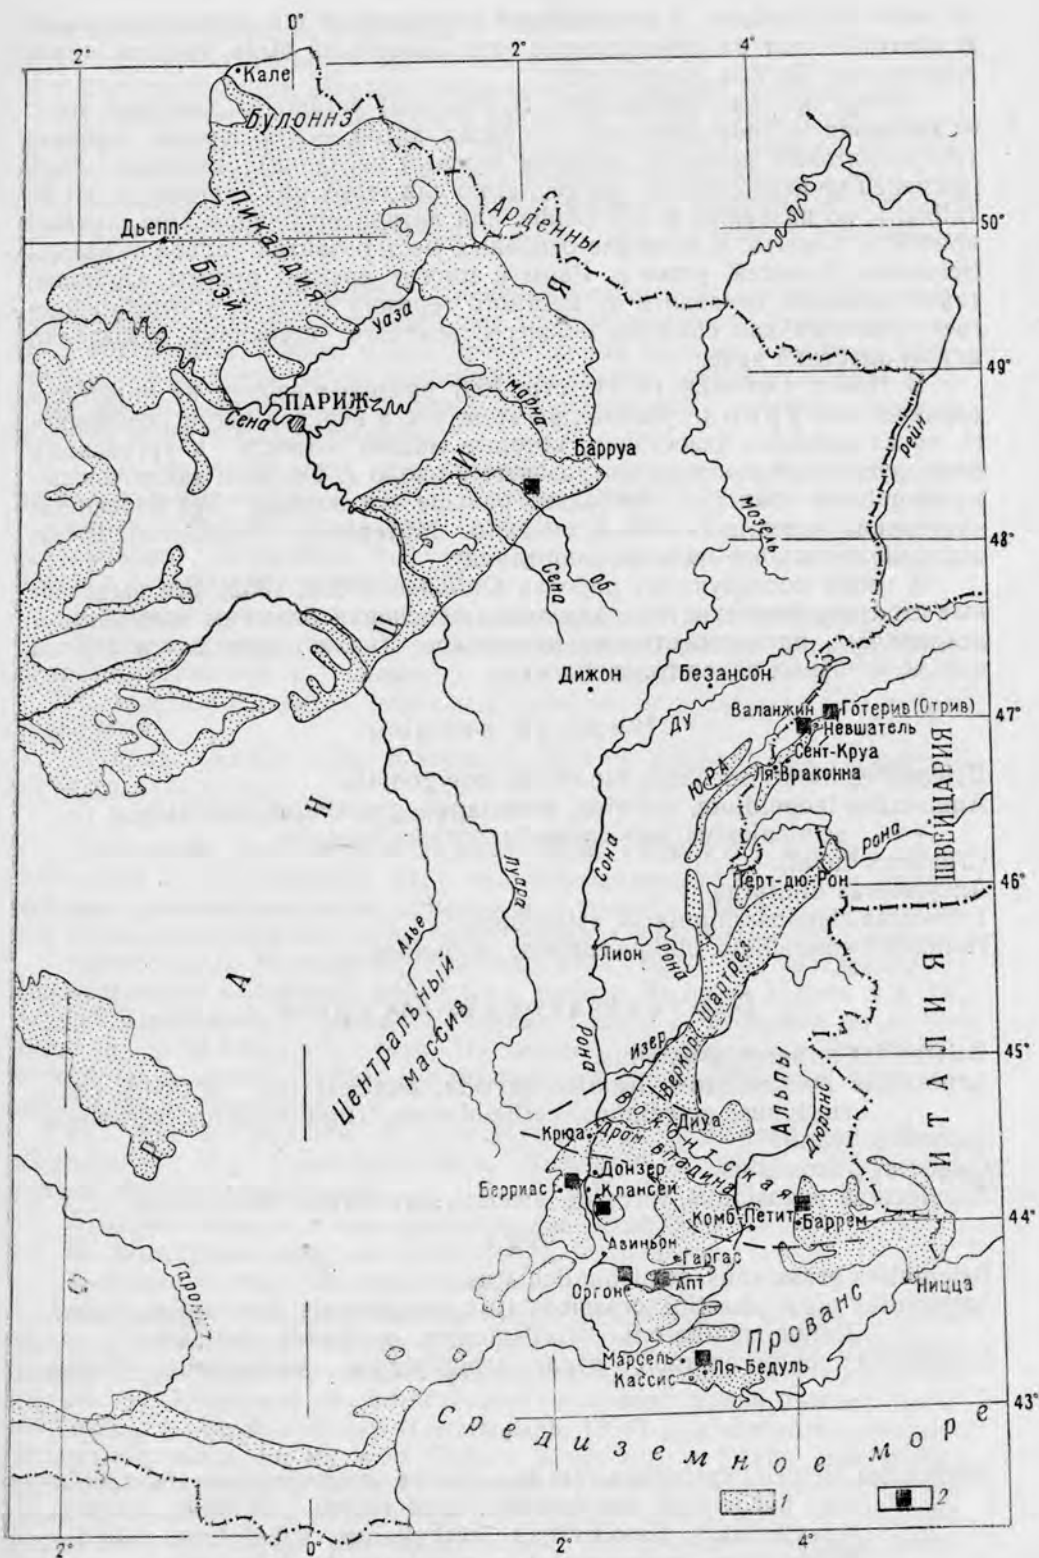 0°
2°
2°
4°
Кале
Булоннэ
Пикардия
Дьепп
Брэй
Арденны
50°
Уаза
49°
Марна
ПАРИЖ
Сена
Барруа
Рейн
Мозель
48°
Сена
Об
Ф Р А Н Ц И Я
Дижон
Безансон
Ду
Валанжин
Готерив (Отрив)
Невшатель
47°
Сент-Круа
Ля-Враконна
ЮРА
ШВЕЙЦАРИЯ
Сона
Рона
Перт-дю-Рон
46°
Луара
Алье
Лион
Рона
Шартрез
Центральный
массив
Рона
Изер
Веркор
45°
ИТАЛИЯ
Альпы
Дюранс
Воконтская
впадина
Диуа
Крюа
Дром
Донзер
Клансей
Берриас
Комб-Петит
Баррем
44°
Авиньон
Гаргас
Апт
Оргоне
Ницца
Гаронна
Прованс
Марсель
Ля-Бедуль
Кассис
43°
Средиземное море
1
2
2°
0°
2°
4°